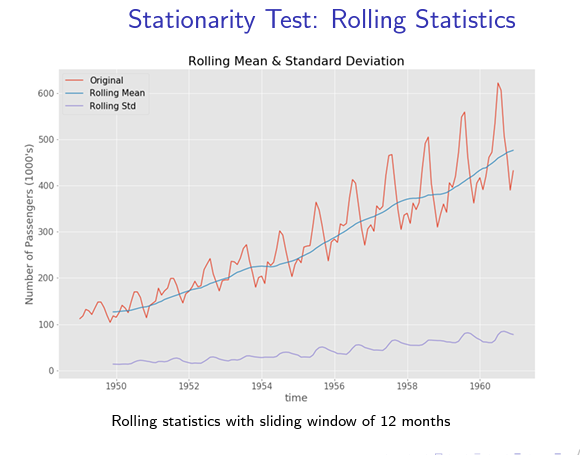 Stationarity Test: Rolling Statistics
Rolling Mean & Standard Deviation
Original
Rolling Mean
Rolling Std
Number of Passengers (1000's)
600
500
400
300
200
100
0
1950 1952 1954 1956 1958 1960
time
Rolling statistics with sliding window of 12 months